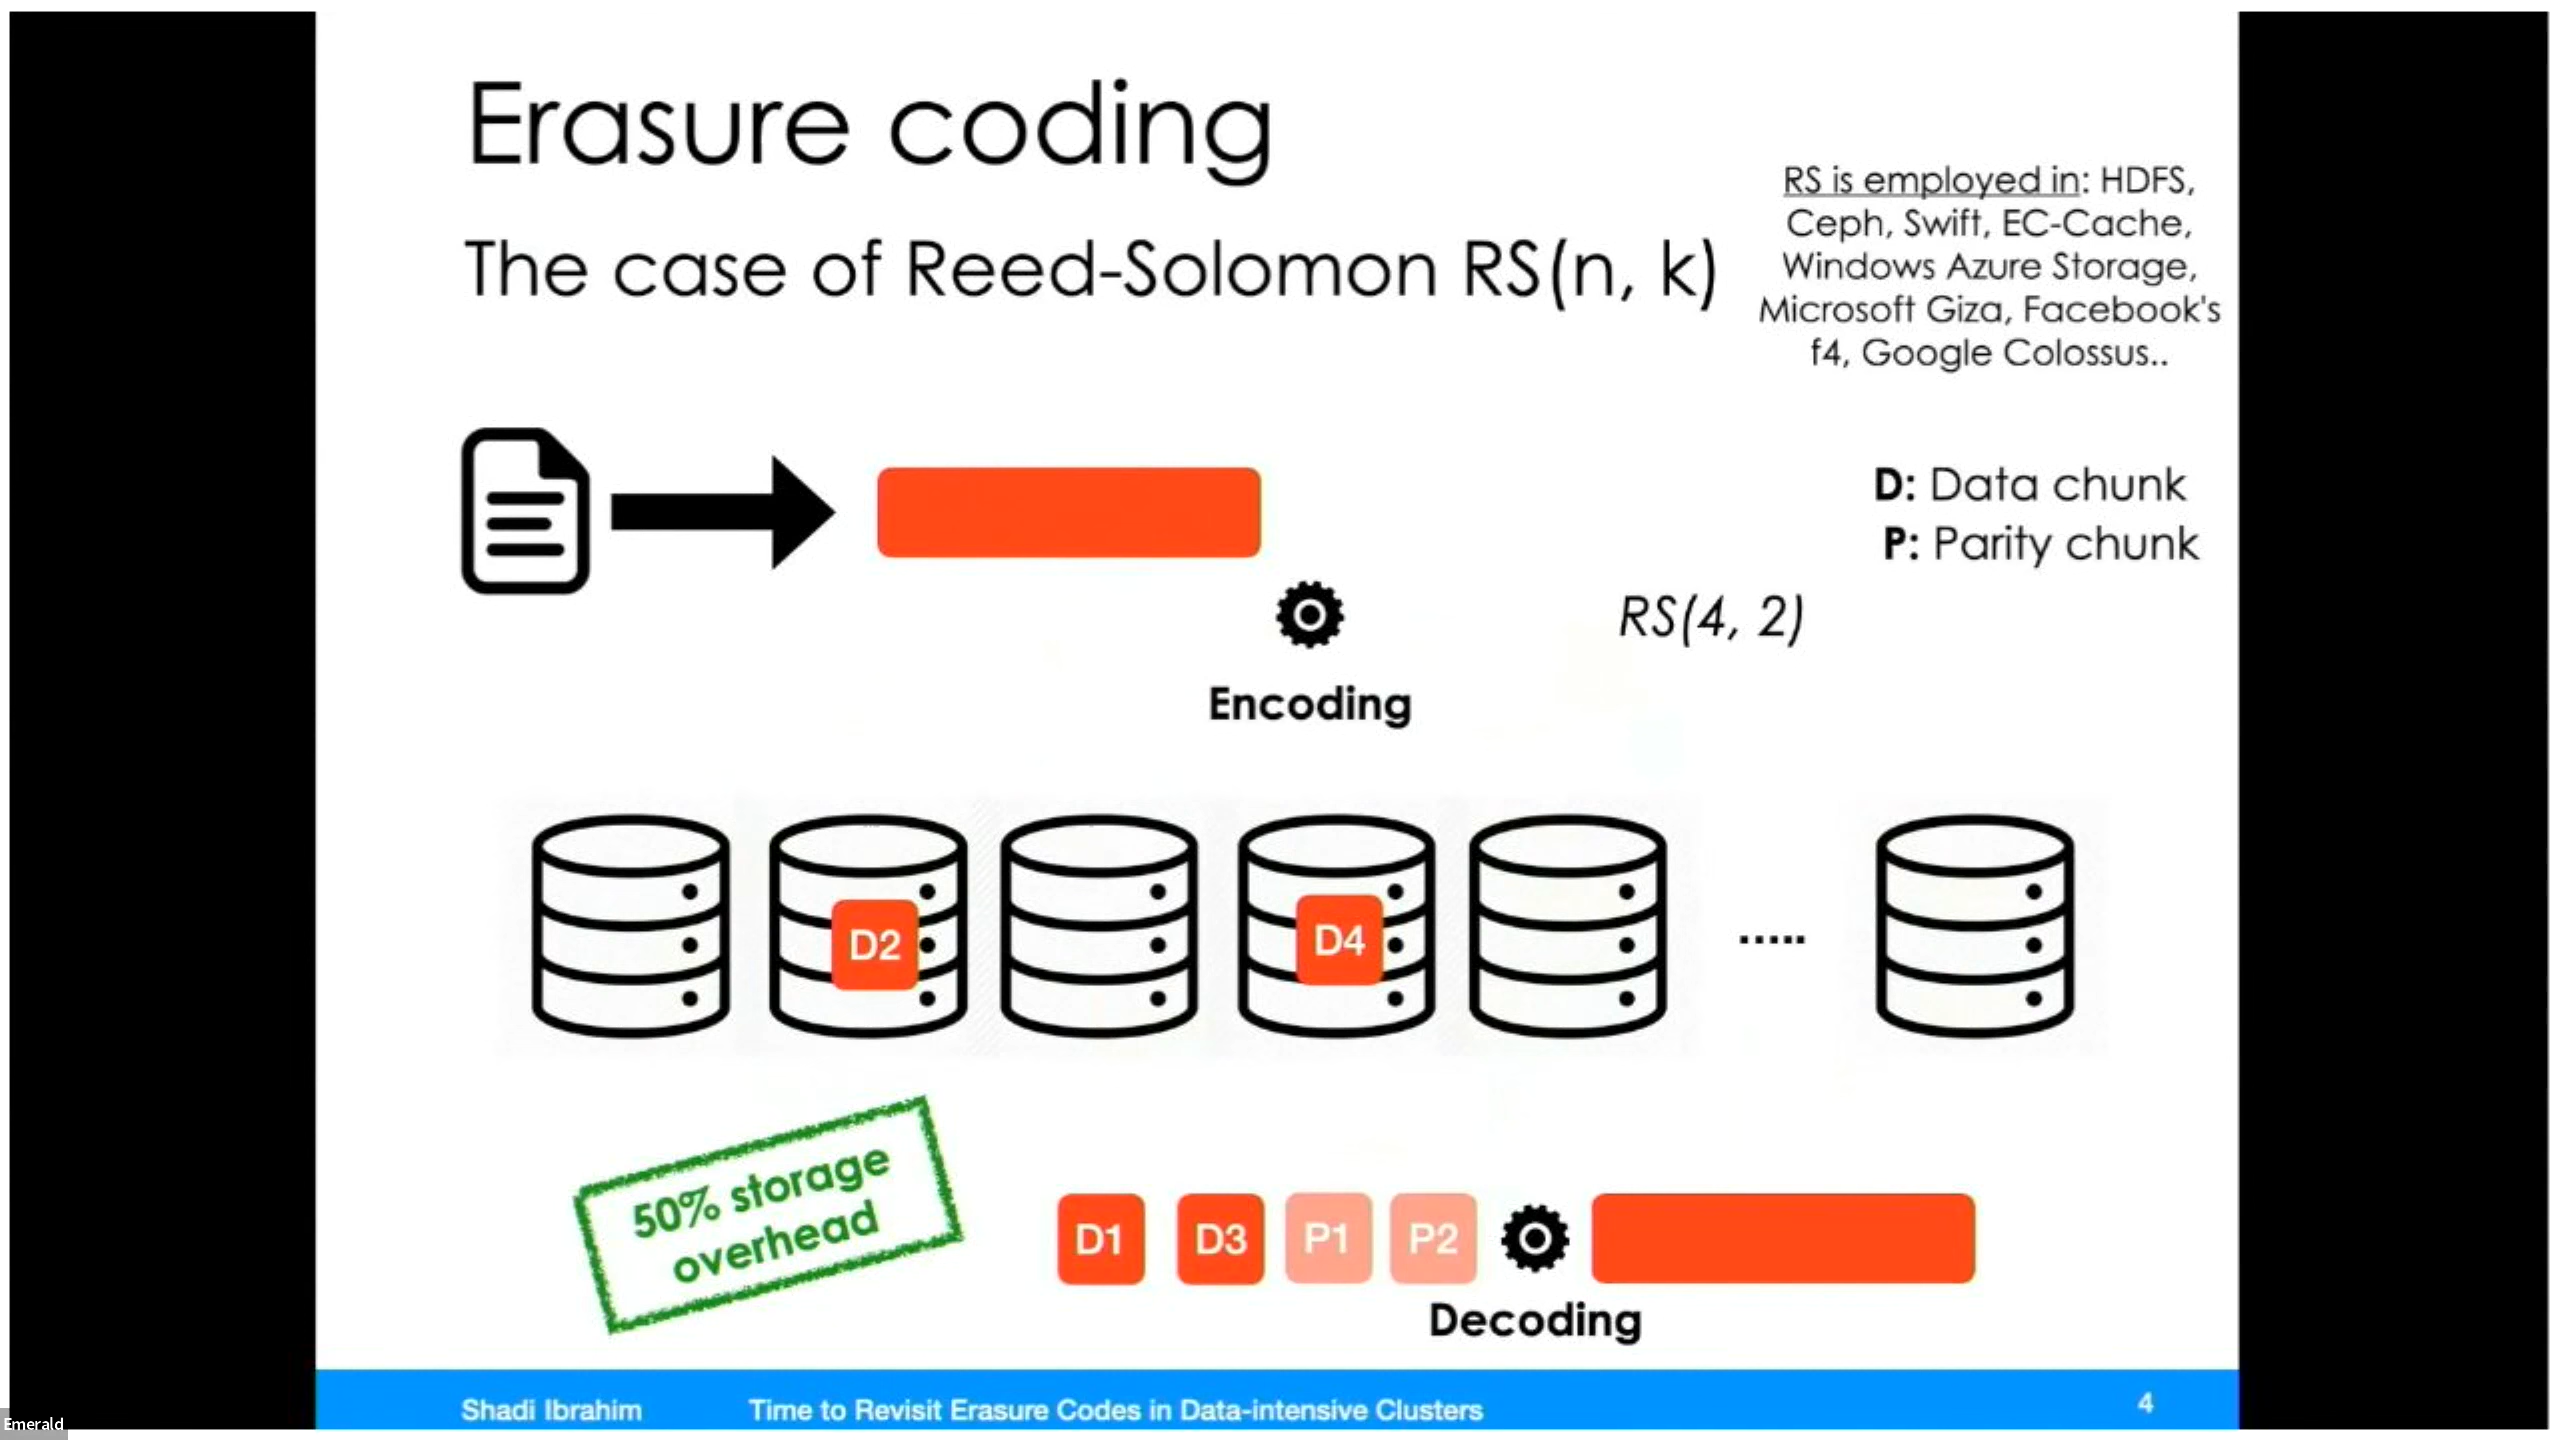 Erasure coding
The case of Reed-Solomon RS(n, k)
RS is employed in: HDFS,
Ceph, Swift, EC-Cache,
Windows Azure Storage,
Microsoft Giza, Facebook's
f4, Google Colossus..
D: Data chunk
P: Parity chunk
RS(4, 2)
Encoding
D2
D4
.....
50% storage
overhead
D1 D3 P1 P2
Decoding
Shadi Ibrahim Time to Revisit Erasure Codes in Data-intensive Clusters 4
Emerald